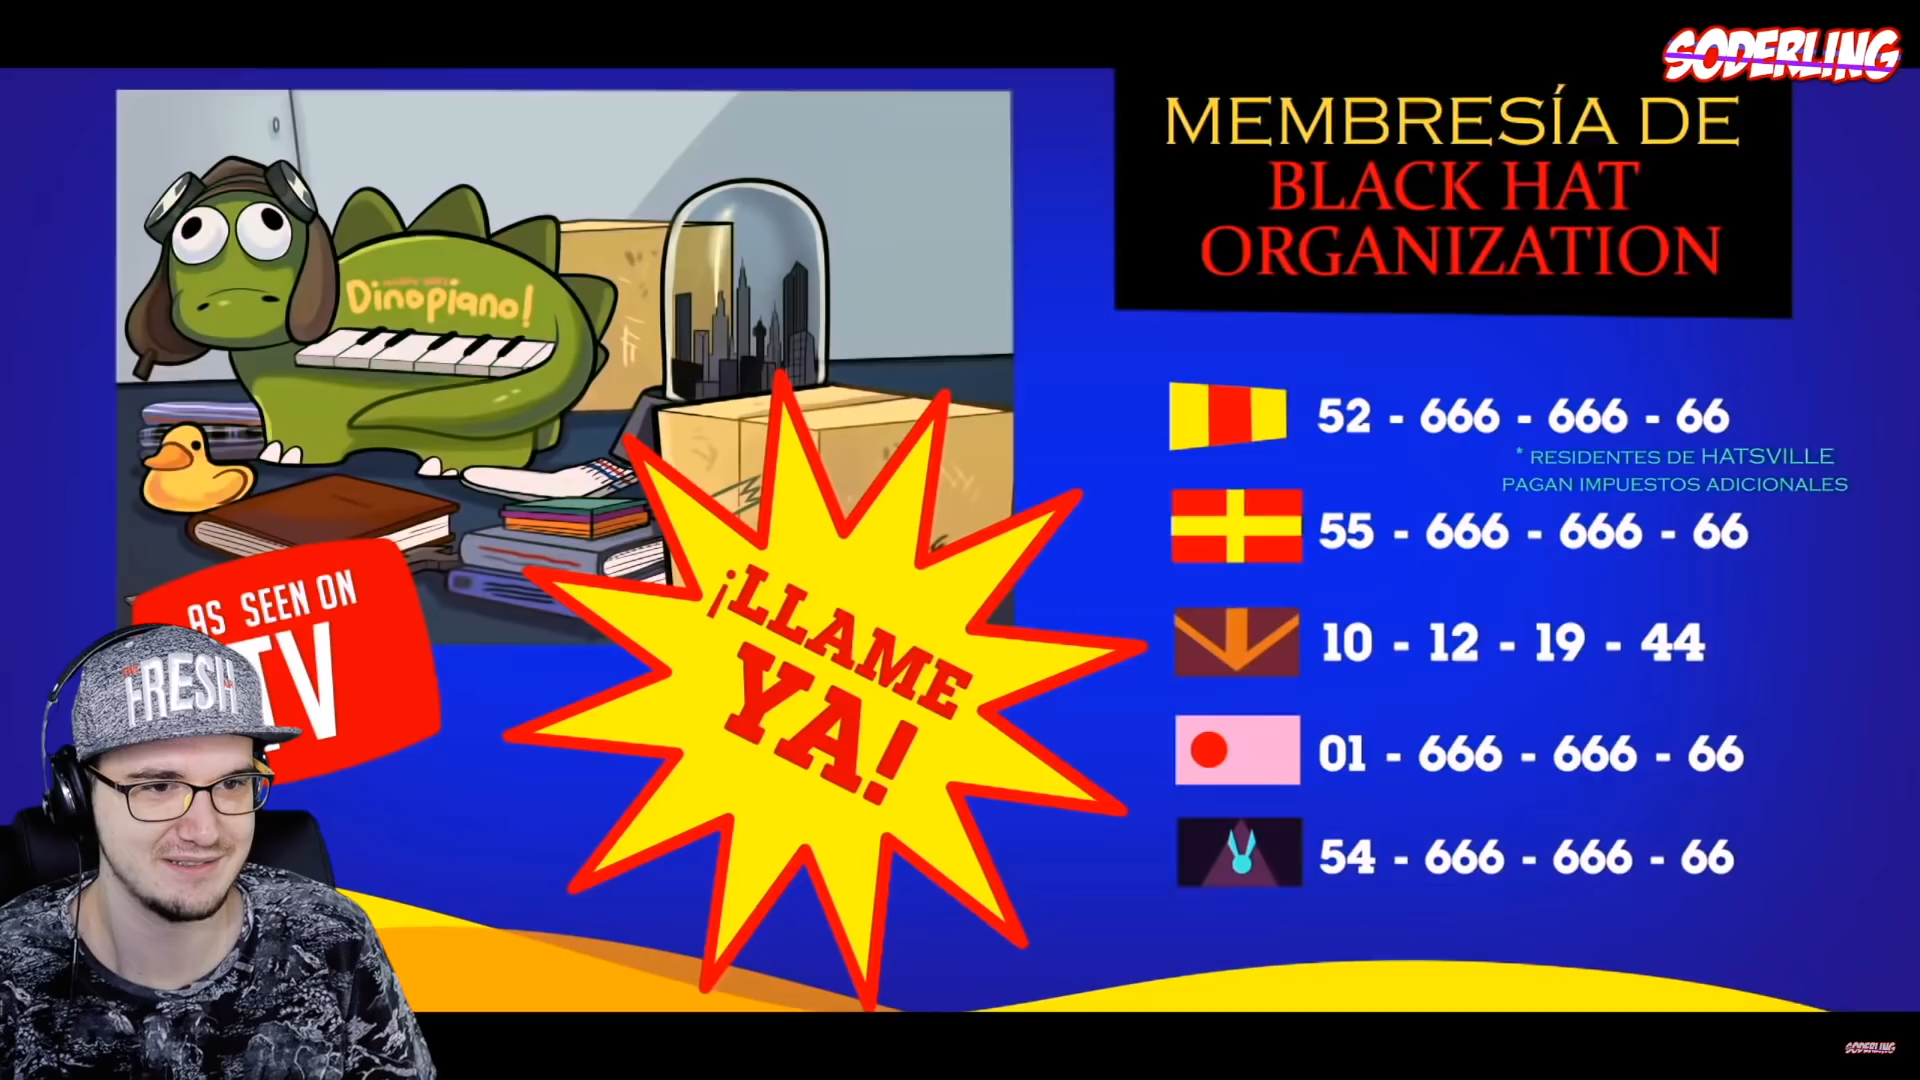 SODERLING
MEMBRESÍA DE
BLACK HAT
ORGANIZATION
Dinopiano!
52 - 666 - 666 - 66
* RESIDENTES DE HATSVILLE
PAGAN IMPUESTOS ADICIONALES
55 - 666 - 666 - 66
10 - 12 - 19 - 44
01 - 666 - 666 - 66
54 - 666 - 666 - 66
¡LLAME
YA!
AS SEEN ON
TV
FRESH
SODERLING